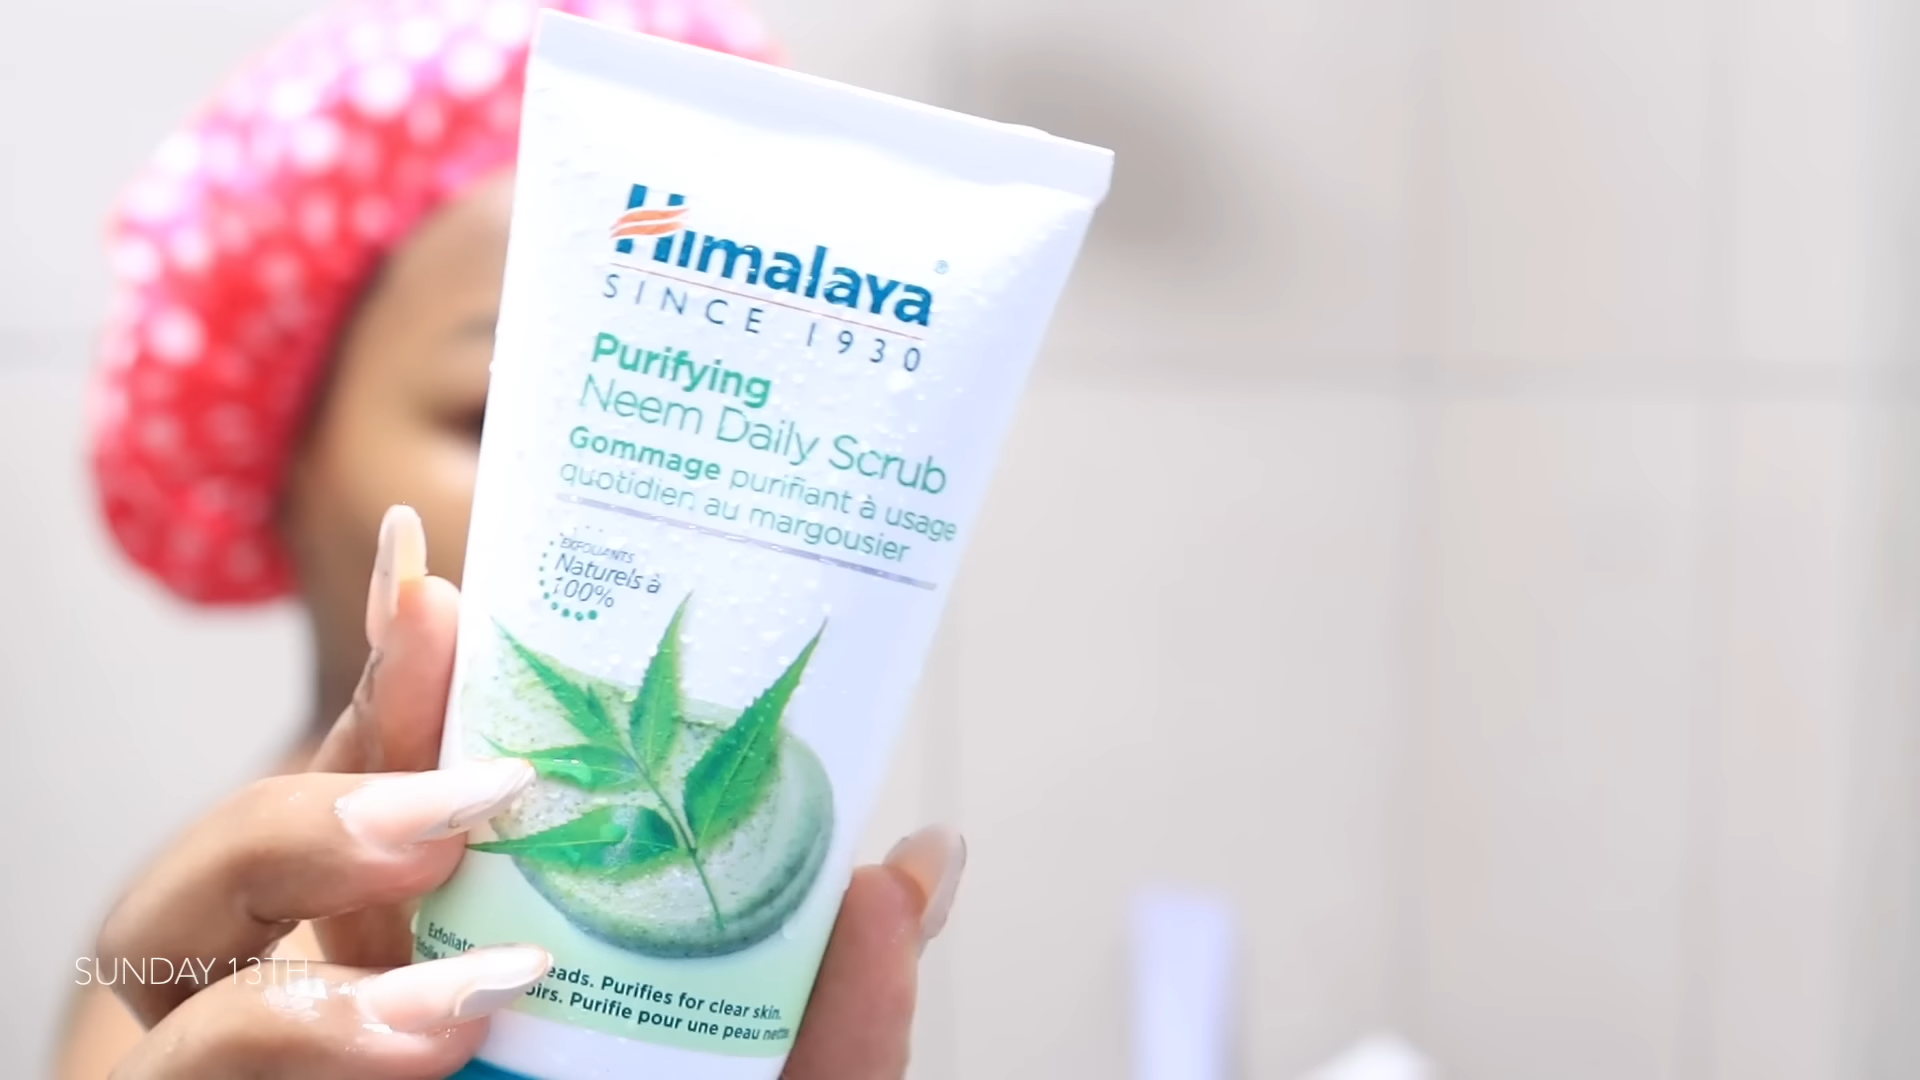 Himalaya®
SINCE 1930
Purifying
Neem Daily Scrub
Gommage purifiant à usage
quotidien au margousier
EXFOLIANTS
Naturels à
100%
Exfoliate eads. Purifies for clear skin.
oirs. Purifie pour une peau nette
SUNDAY 13TH